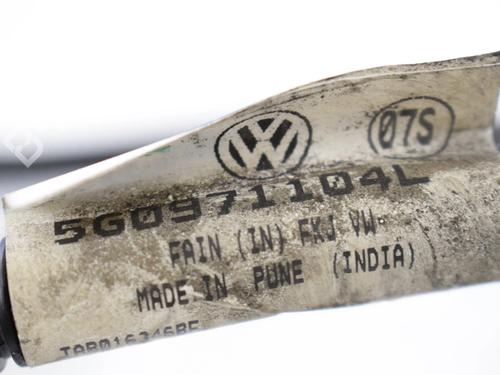 07S
5G0971104L
FAIN (IN) FKJ VW
MADE IN PUNE (INDIA)